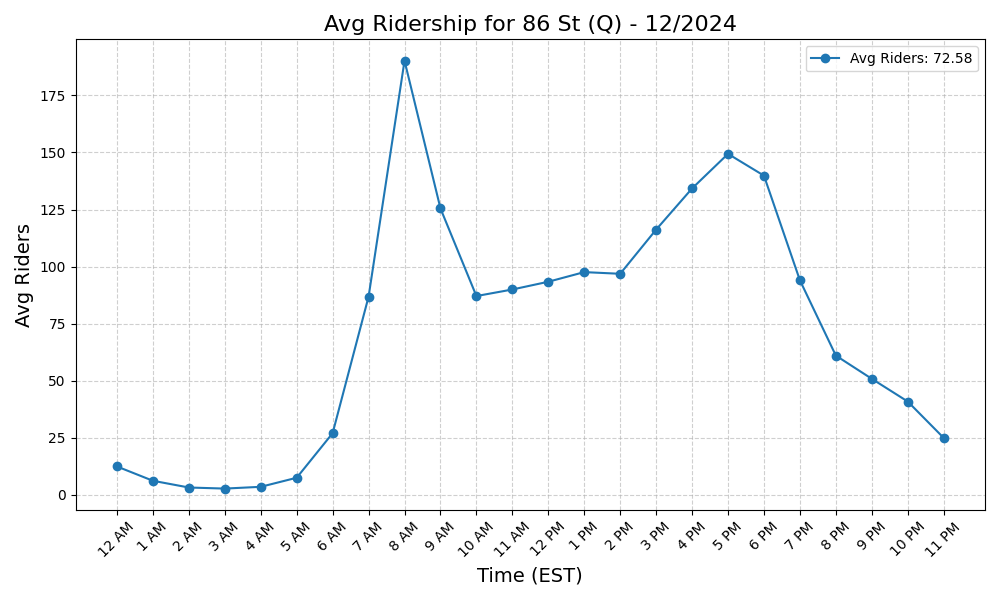 Avg Ridership for 86 St (Q) - 12/2024
Avg Riders: 72.58
Avg Riders
175
150
125
100
75
50
25
0
12 AM
1 AM
2 AM
3 AM
4 AM
5 AM
6 AM
7 AM
8 AM
9 AM
10 AM
11 AM
12 PM
1 PM
2 PM
3 PM
4 PM
5 PM
6 PM
7 PM
8 PM
9 PM
10 PM
11 PM
Time (EST)